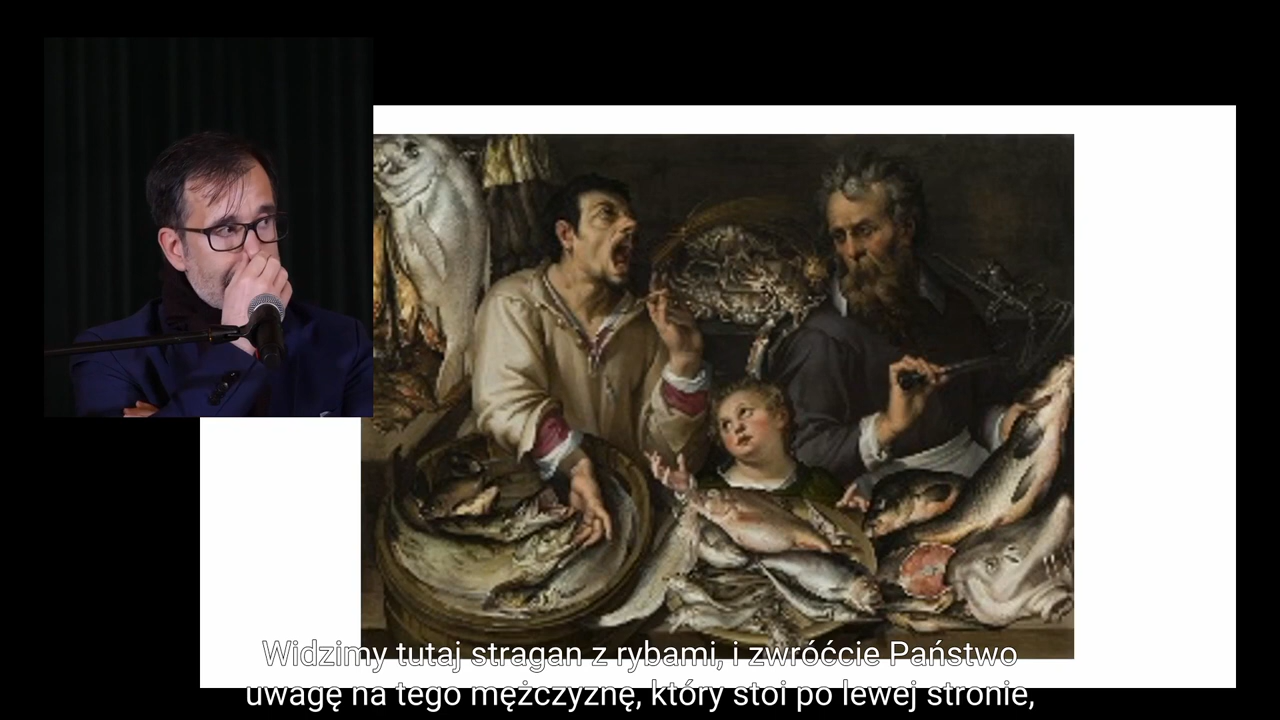 Widzimy tutaj stragan z rybami, i zwróćcie Państwo
uwagę na tego mężczyznę, który stoi po lewej stronie,